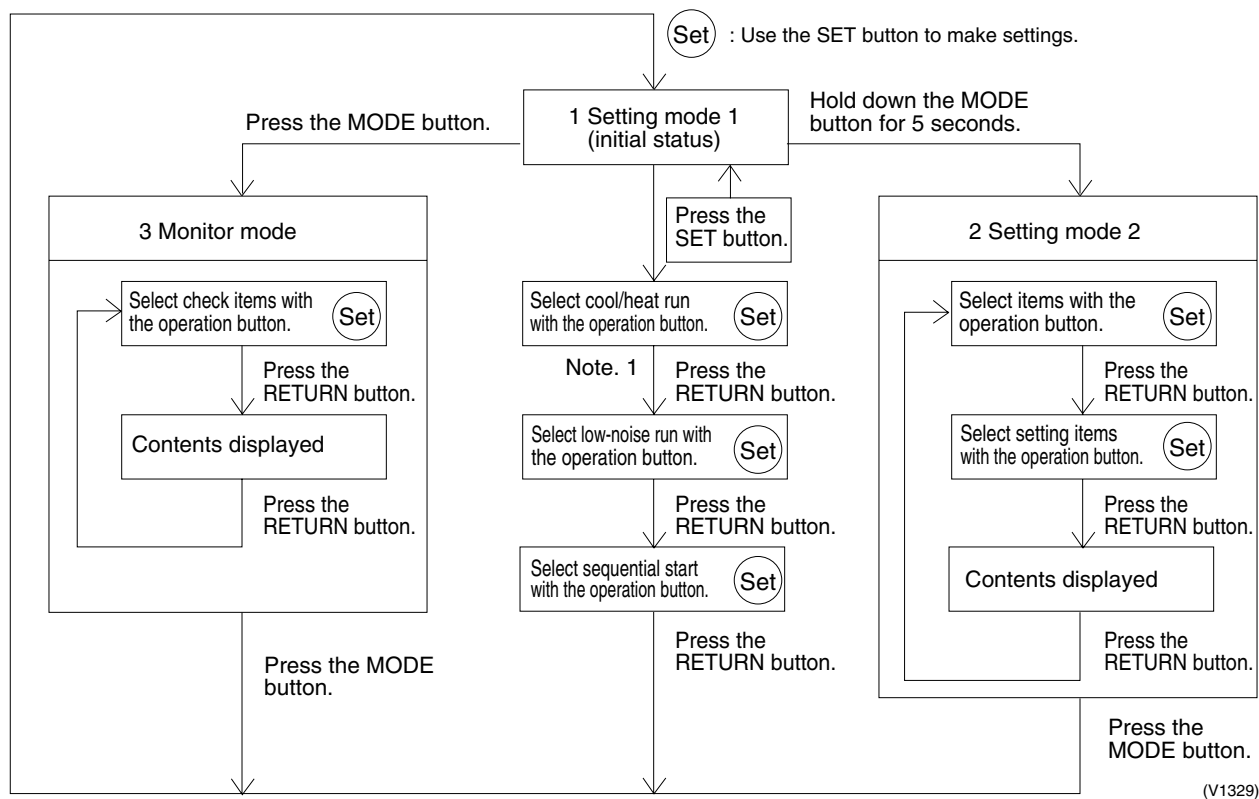 Set : Use the SET button to make settings.
1 Setting mode 1
(initial status)
Press the MODE button.
Hold down the MODE
button for 5 seconds.
Press the
SET button.
3 Monitor mode
Select check items with
the operation button.
Set
Press the
RETURN button.
Contents displayed
Press the
RETURN button.
Press the MODE
button.
Select cool/heat run
with the operation button.
Set
Note. 1
Press the
RETURN button.
Select low-noise run with
the operation button.
Set
Press the
RETURN button.
Select sequential start
with the operation button.
Set
Press the
RETURN button.
2 Setting mode 2
Select items with the
operation button.
Set
Press the
RETURN button.
Select setting items
with the operation button.
Set
Press the
RETURN button.
Contents displayed
Press the
RETURN button.
Press the
MODE button.
(V1329)